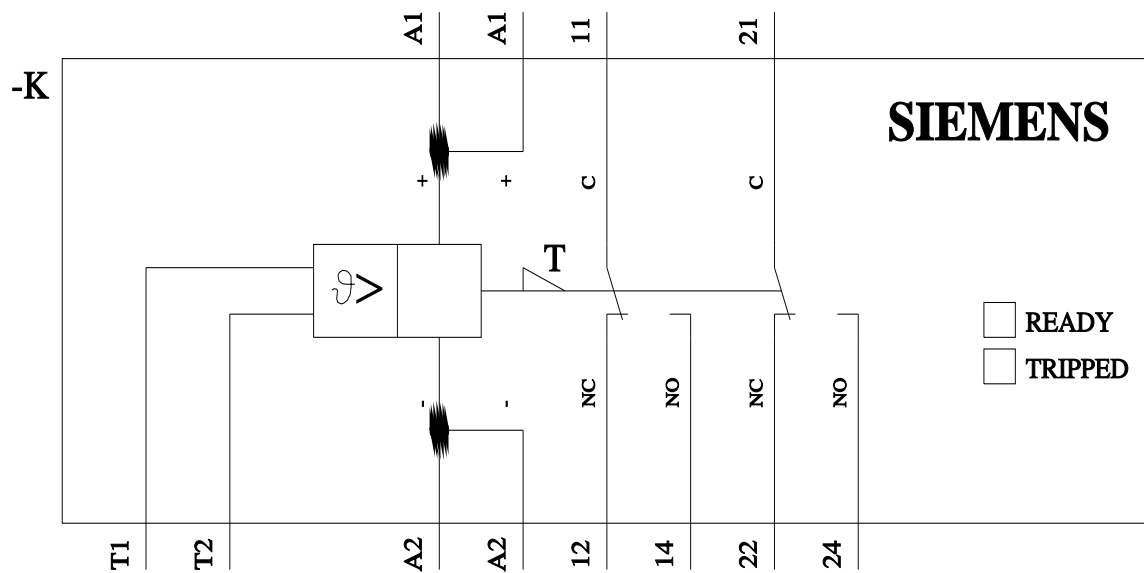 A1
A1
11
21
-K
SIEMENS
+
+
C
C
T
ϑ>
READY
TRIPPED
-
-
NC
NO
NC
NO
T1
T2
A2
A2
12
14
22
24